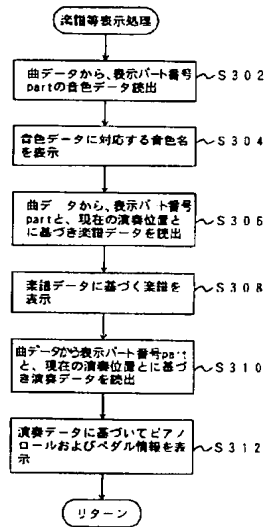 楽譜等表示処理
曲データから、表示パート番号
partの音色データ読出
S302
音色データに対応する音色名
を表示
S304
曲データから、表示パート番号
partと、現在の演奏位置と
に基づき楽譜データを読出
S306
楽譜データに基づく楽譜を
表示
S308
曲データから表示パート番号part
と、現在の演奏位置とに基づ
き演奏データを読出
S310
演奏データに基づいてピアノ
ロールおよびペダル情報を表
示
S312
リターン